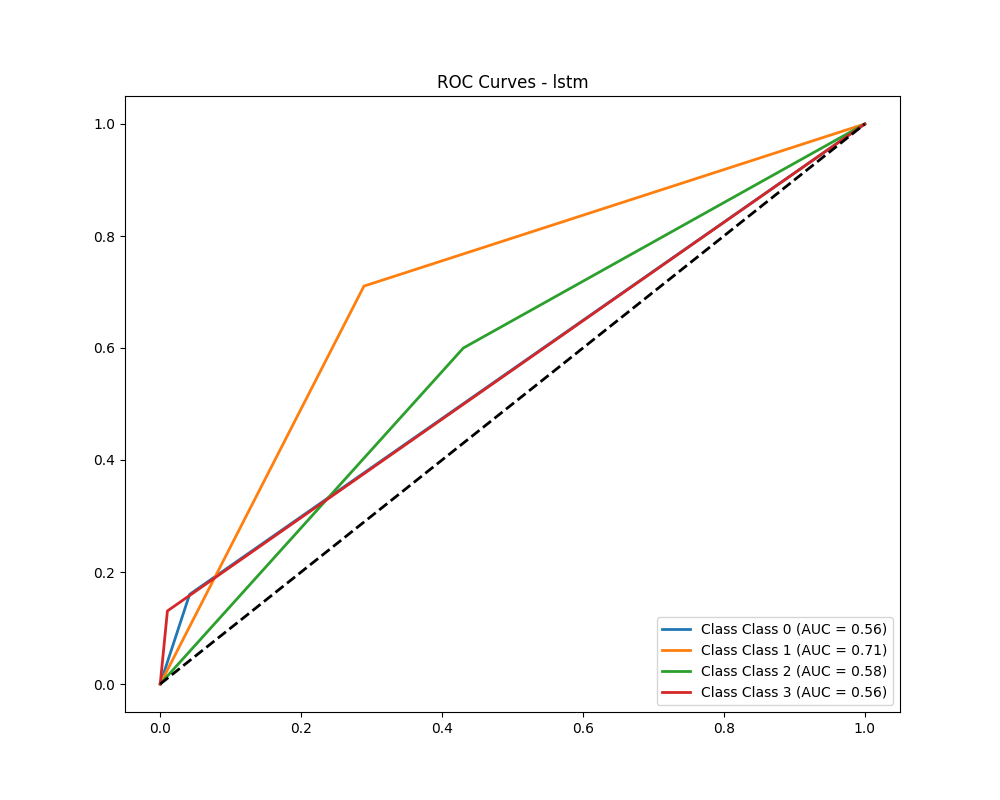 ROC Curves - lstm
1.0
0.8
0.6
0.4
0.2
0.0
0.0 0.2 0.4 0.6 0.8 1.0
Class Class 0 (AUC = 0.56)
Class Class 1 (AUC = 0.71)
Class Class 2 (AUC = 0.58)
Class Class 3 (AUC = 0.56)